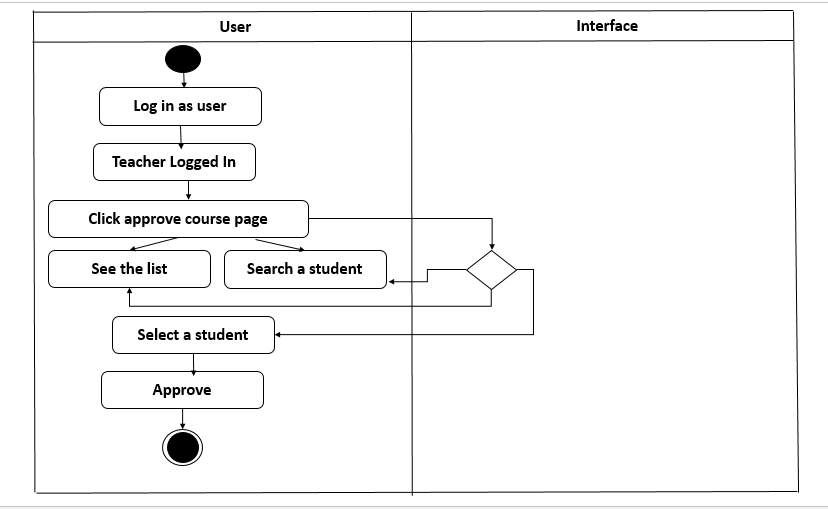 User
Interface
Log in as user
Teacher Logged In
Click approve course page
See the list
Search a student
Select a student
Approve